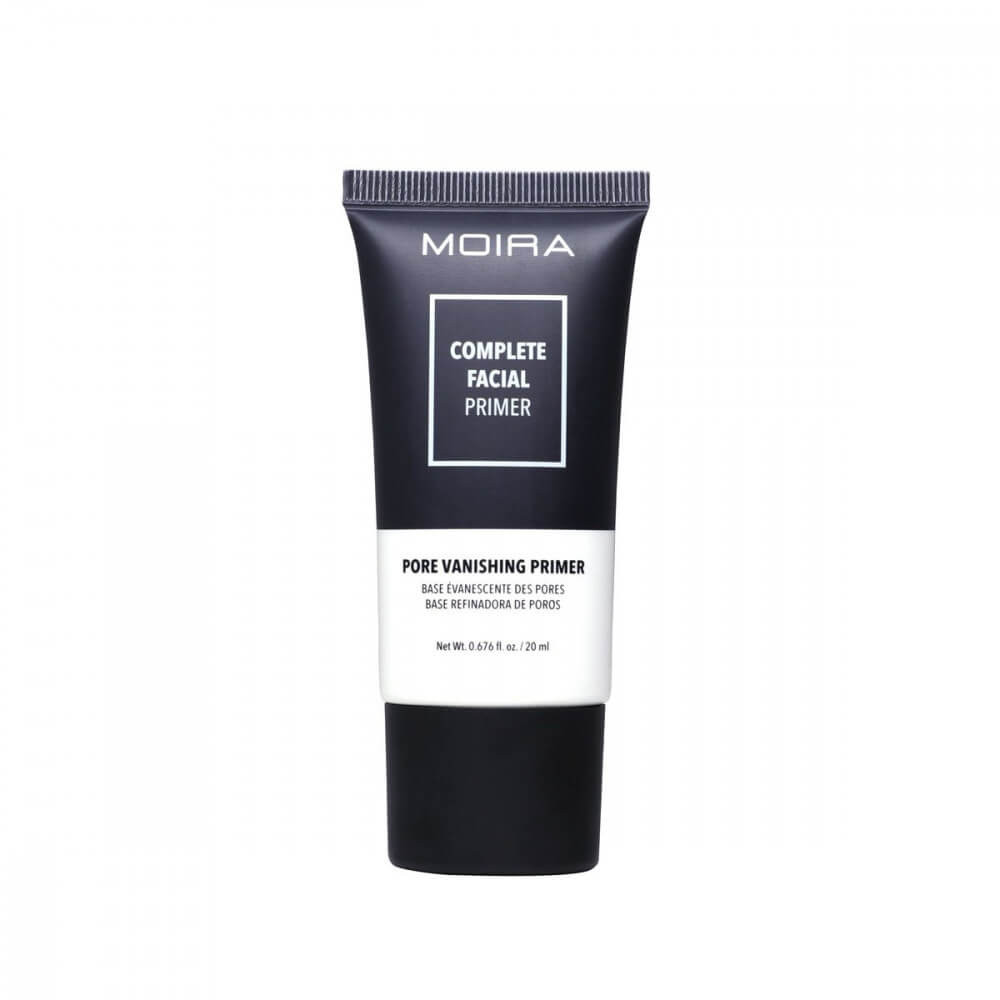 MOIRA
COMPLETE
FACIAL
PRIMER
PORE VANISHING PRIMER
BASE ÉVANESCENTE DES PORES
BASE REFINADORA DE POROS
Net Wt. 0.676 fl. oz. / 20 ml